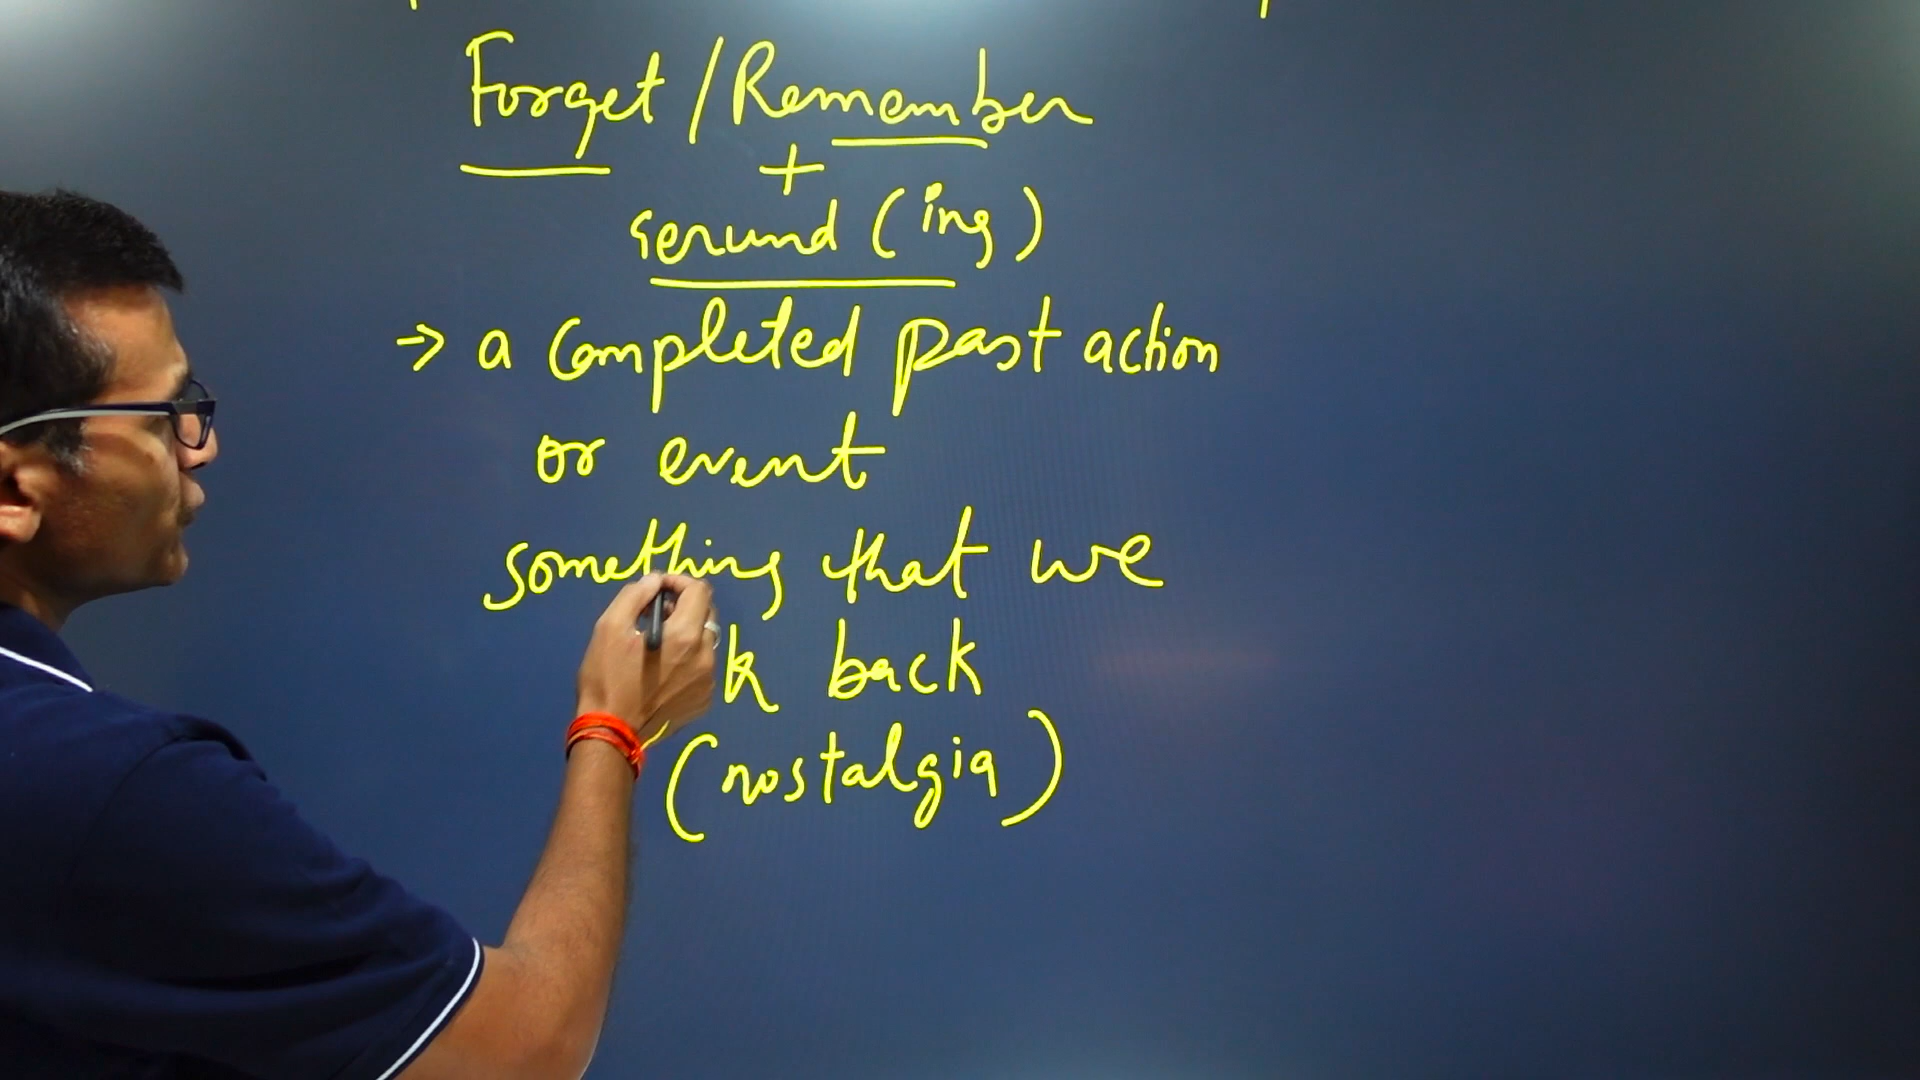 Forget / Remember
+
Gerund (ing)
→ a completed past action
or event
something that we
back
(nostalgia)